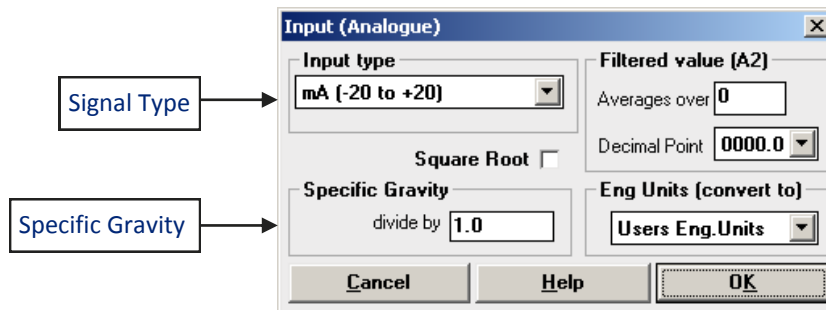 Input (Analogue)
Input type
mA (-20 to +20)
Signal Type
Square Root
Filtered value (A2)
Averages over 0
Decimal Point 0000.0
Specific Gravity
divide by 1.0
Specific Gravity
Eng Units (convert to)
Users Eng.Units
Cancel
Help
OK